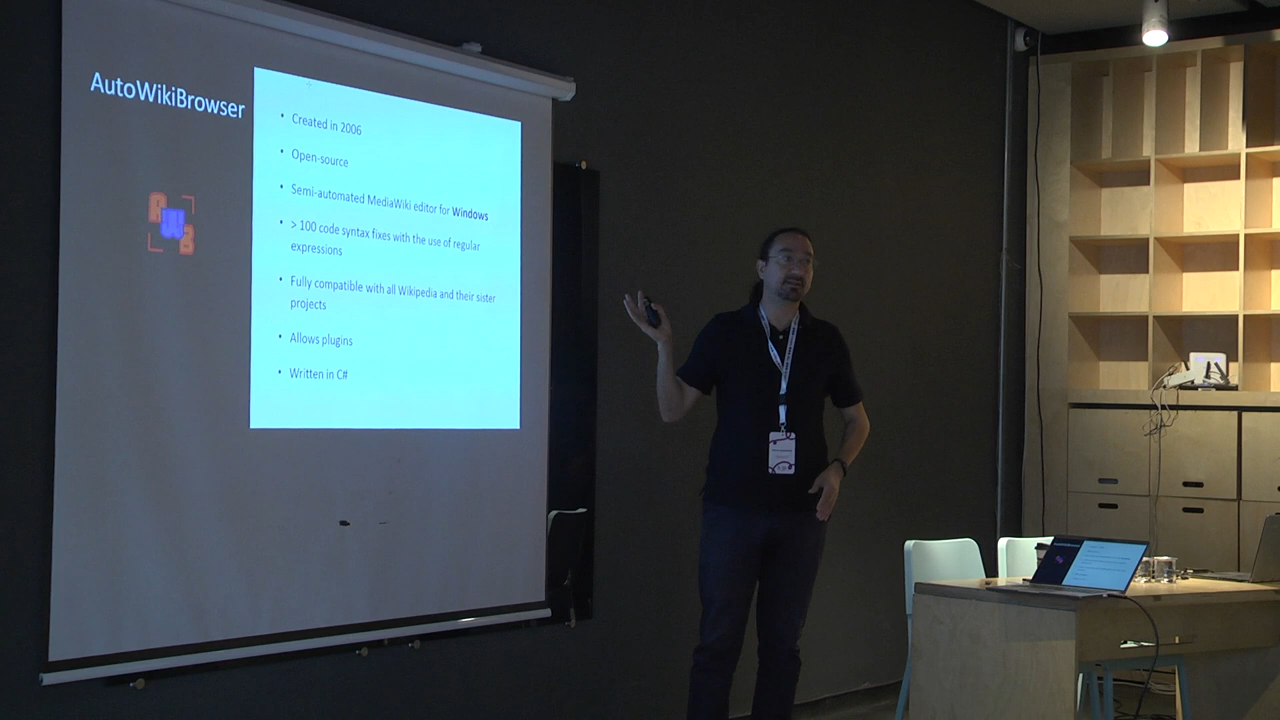 AutoWikiBrowser
AWB
• Created in 2006
• Open-source
• Semi-automated MediaWiki editor for Windows
• > 100 code syntax fixes with the use of regular
expressions
• Fully compatible with all Wikipedia and their sister
projects
• Allows plugins
• Written in C#